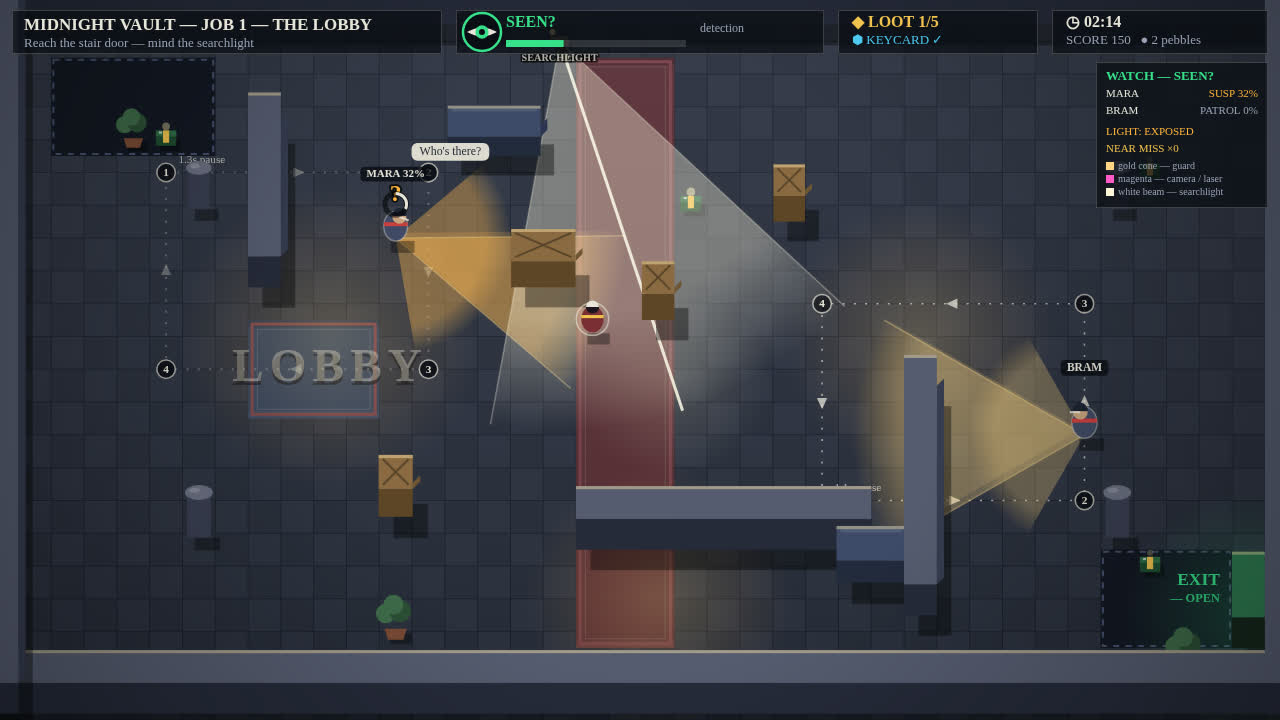 MIDNIGHT VAULT — JOB 1 — THE LOBBY
Reach the stair door — mind the searchlight
SEEN?
detection
◆ LOOT 1/5
⬢ KEYCARD ✓
◷ 02:14
SCORE 150 ● 2 pebbles
SEARCHLIGHT
WATCH — SEEN?
MARA SUSP 32%
BRAM PATROL 0%
LIGHT: EXPOSED
NEAR MISS ×0
gold cone — guard
magenta — camera / laser
white beam — searchlight
1.3s pause
Who's there?
1
MARA 32%
2
?
4
3
LOBBY
4
3
BRAM
2
EXIT
— OPEN